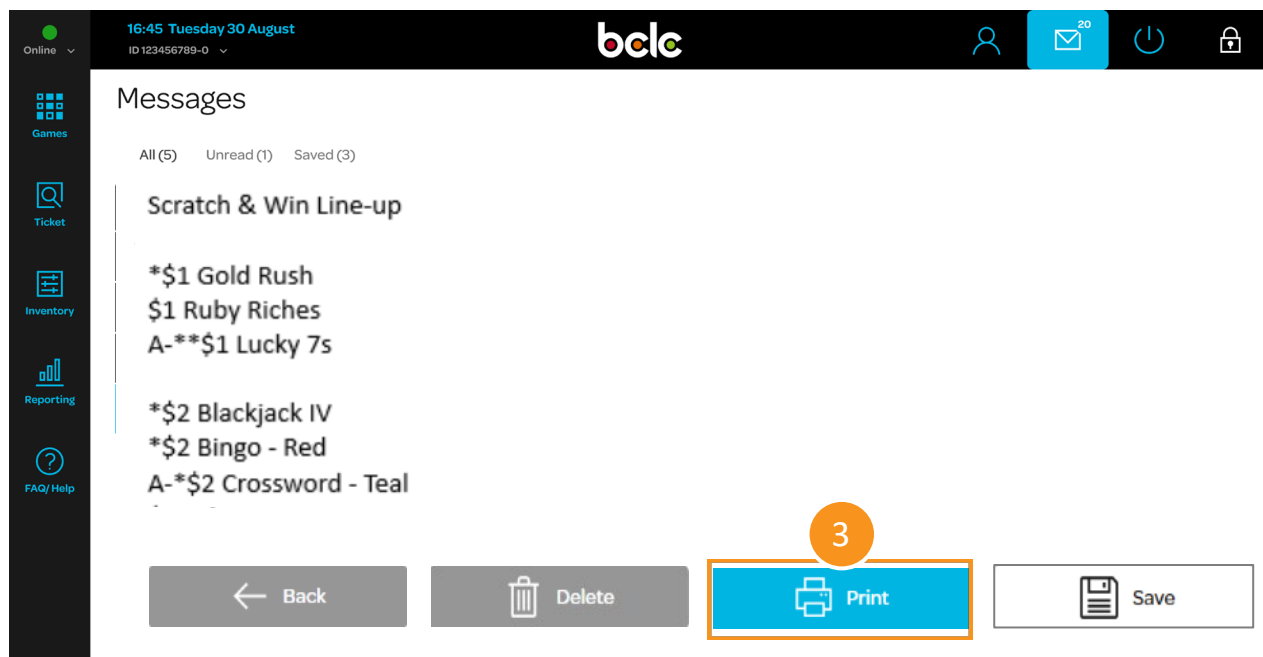 16:45 Tuesday 30 August
Online
ID 123456789-0
bclc
20
Games
Ticket
Inventory
Reporting
FAQ/Help
Messages
All (5) Unread (1) Saved (3)
Scratch & Win Line-up
*$1 Gold Rush
$1 Ruby Riches
A-**$1 Lucky 7s
*$2 Blackjack IV
*$2 Bingo - Red
A-*$2 Crossword - Teal
3
Back
Delete
Print
Save